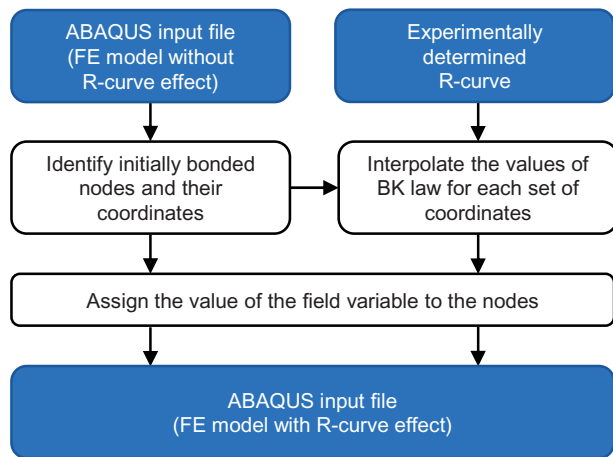 ABAQUS input file
(FE model without
R-curve effect)
Experimentally
determined
R-curve
Identify initially bonded
nodes and their
coordinates
Interpolate the values of
BK law for each set of
coordinates
Assign the value of the field variable to the nodes
ABAQUS input file
(FE model with R-curve effect)